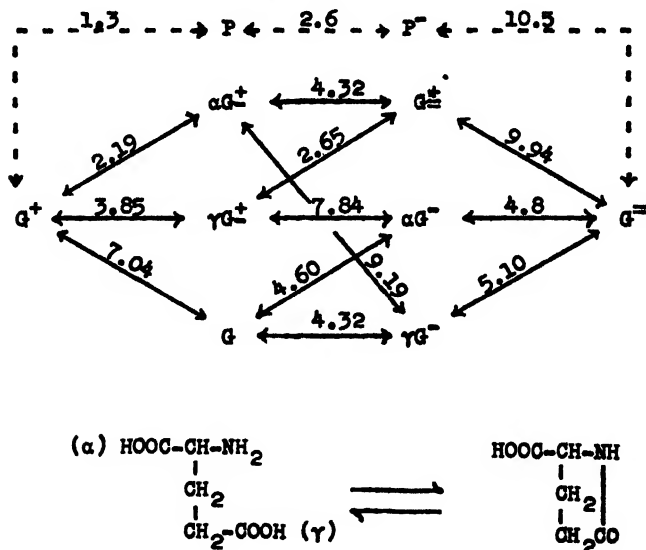 1.3 P 2.6 P⁻ 10.5
αG± 4.32 G‡
2.19 2.65 9.94
G⁺ 3.85 γG± 7.84 αG⁻ 4.8 G⁼
7.04 4.60 9.19 5.10
G 4.32 γG⁻
(α) HOOC-CH-NH₂ HOOC-CH-NH
CH₂ CH₂
CH₂-COOH (γ) CH₂CO